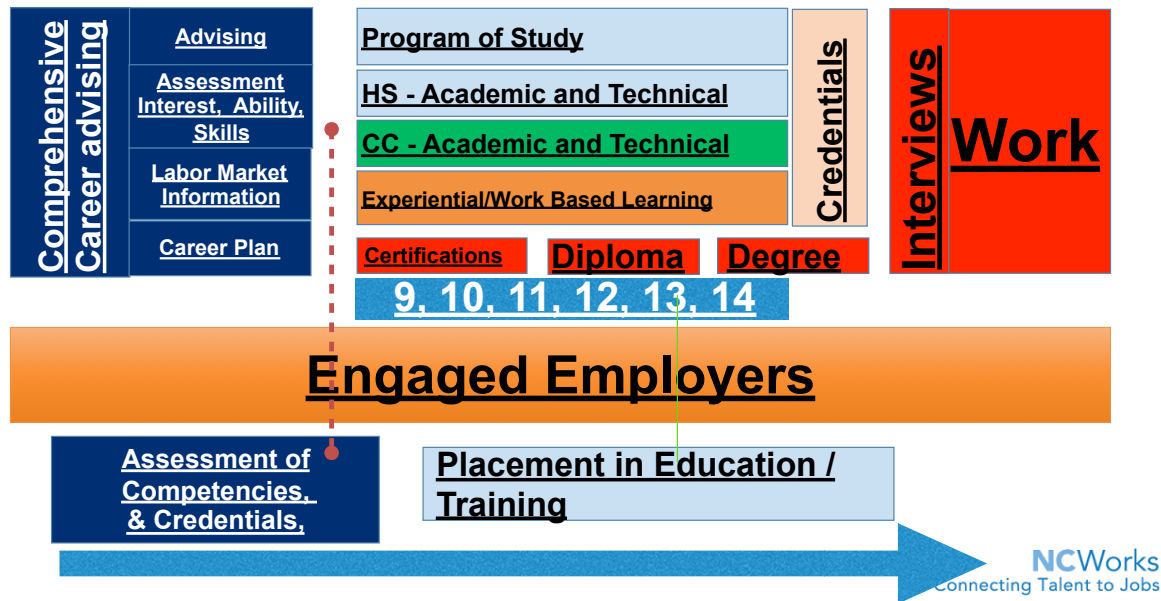 Comprehensive
Career advising
Advising
Assessment
Interest, Ability,
Skills
Labor Market
Information
Career Plan
Program of Study
HS - Academic and Technical
CC - Academic and Technical
Experiential/Work Based Learning
Certifications
Diploma
Degree
9, 10, 11, 12, 13, 14
Credentials
Interviews
Work
Engaged Employers
Assessment of
Competencies,
& Credentials,
Placement in Education /
Training
NCWorks
Connecting Talent to Jobs